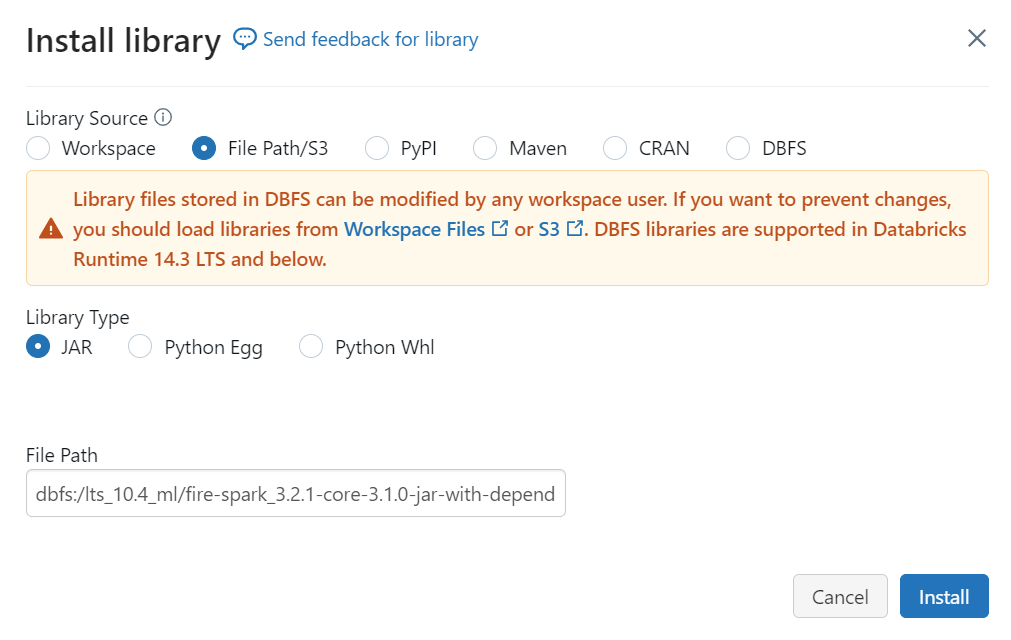 Install library Send feedback for library
Library Source
Workspace File Path/S3 PyPI Maven CRAN DBFS
Library files stored in DBFS can be modified by any workspace user. If you want to prevent changes,
you should load libraries from Workspace Files or S3. DBFS libraries are supported in Databricks
Runtime 14.3 LTS and below.
Library Type
JAR Python Egg Python Whl
File Path
dbfs:/lts_10.4_ml/fire-spark_3.2.1-core-3.1.0-jar-with-depend
Cancel Install